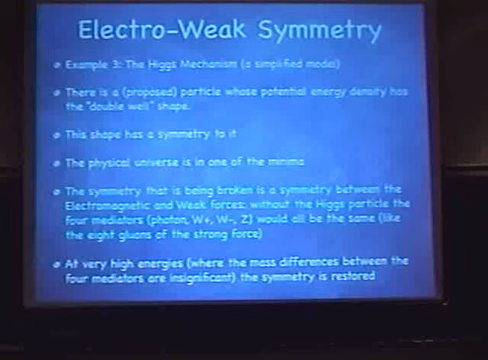 Electro-Weak Symmetry
Example 3: The Higgs Mechanism (a simplified model)
There is a (proposed) particle whose potential energy density has
the "double well" shape.
This shape has a symmetry to it
The physical universe is in one of the minima
The symmetry that is being broken is a symmetry between the
Electromagnetic and Weak forces; without the Higgs particle the
four mediators (photon, W+, W-, Z) would all be the same (like
the eight gluons of the strong force)
At very high energies (where the mass differences between the
four mediators are insignificant) the symmetry is restored